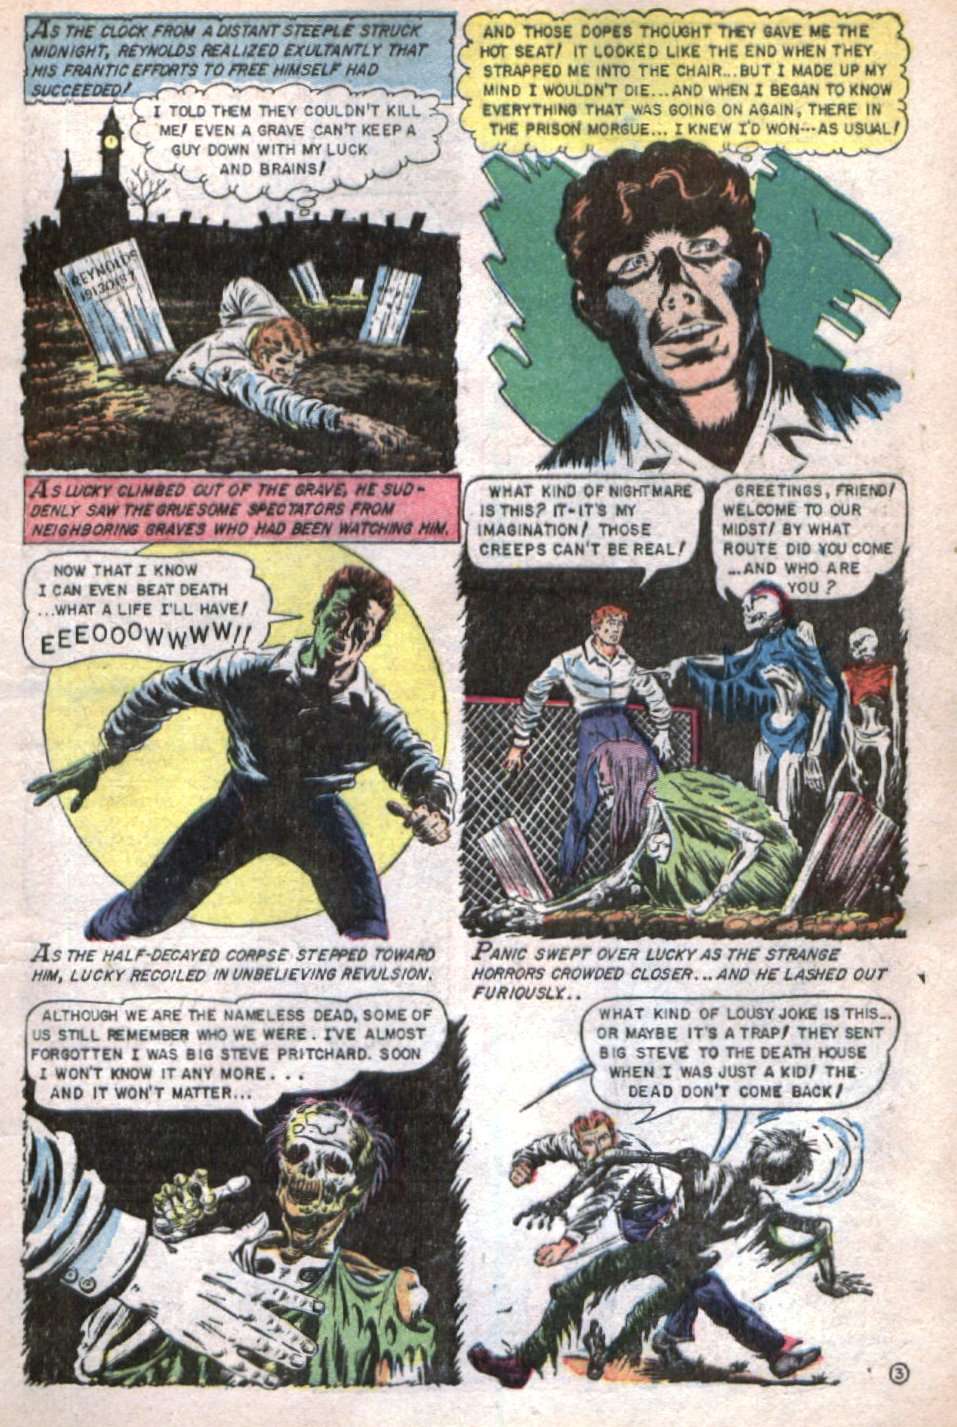 AS THE CLOCK FROM A DISTANT STEEPLE STRUCK
MIDNIGHT, REYNOLDS REALIZED EXULTANTLY THAT
HIS FRANTIC EFFORTS TO FREE HIMSELF HAD
SUCCEEDED!
I TOLD THEM THEY COULDN'T KILL
ME! EVEN A GRAVE CAN'T KEEP A
GUY DOWN WITH MY LUCK
AND BRAINS!
REYNOLDS
AND THOSE DOPES THOUGHT THEY GAVE ME THE
HOT SEAT! IT LOOKED LIKE THE END WHEN THEY
STRAPPED ME INTO THE CHAIR...BUT I MADE UP MY
MIND I WOULDN'T DIE...AND WHEN I BEGAN TO KNOW
EVERYTHING THAT WAS GOING ON AGAIN, THERE IN
THE PRISON MORGUE... I KNEW I'D WON---AS USUAL!
AS LUCKY CLIMBED OUT OF THE GRAVE, HE SUD-
DENLY SAW THE GRUESOME SPECTATORS FROM
NEIGHBORING GRAVES WHO HAD BEEN WATCHING HIM.
NOW THAT I KNOW
I CAN EVEN BEAT DEATH
...WHAT A LIFE I'LL HAVE!
EEEOOOWWWW!!
WHAT KIND OF NIGHTMARE
IS THIS? IT-IT'S MY
IMAGINATION! THOSE
CREEPS CAN'T BE REAL!
GREETINGS, FRIEND!
WELCOME TO OUR
MIDST! BY WHAT
ROUTE DID YOU COME
...AND WHO ARE
YOU?
AS THE HALF-DECAYED CORPSE STEPPED TOWARD
HIM, LUCKY RECOILED IN UNBELIEVING REVULSION.
ALTHOUGH WE ARE THE NAMELESS DEAD, SOME OF
US STILL REMEMBER WHO WE WERE. I'VE ALMOST
FORGOTTEN I WAS BIG STEVE PRITCHARD. SOON
I WON'T KNOW IT ANY MORE...
AND IT WON'T MATTER...
PANIC SWEPT OVER LUCKY AS THE STRANGE
HORRORS CROWDED CLOSER...AND HE LASHED OUT
FURIOUSLY..
WHAT KIND OF LOUSY JOKE IS THIS...
OR MAYBE IT'S A TRAP! THEY SENT
BIG STEVE TO THE DEATH HOUSE
WHEN I WAS JUST A KID! THE
DEAD DON'T COME BACK!
3